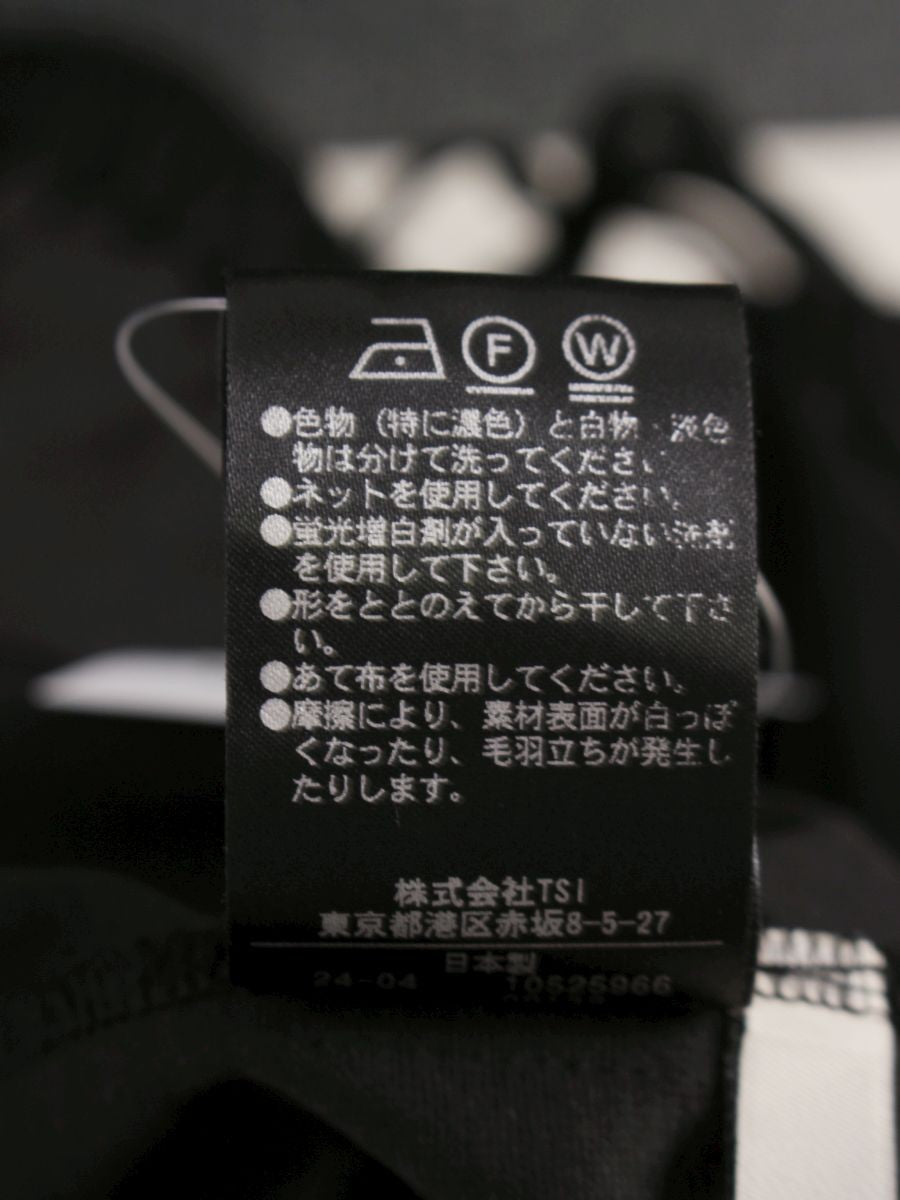 F W
●色物（特に濃色）と白物・淡色
物は分けて洗ってください
●ネットを使用してください。
●蛍光増白剤が入っていない洗剤
を使用して下さい。
●形をととのえてから干して下さ
い。
●あて布を使用してください。
●摩擦により、素材表面が白っぽ
くなったり、毛羽立ちが発生し
たりします。
株式会社TSI
東京都港区赤坂8-5-27
日本製
24-04